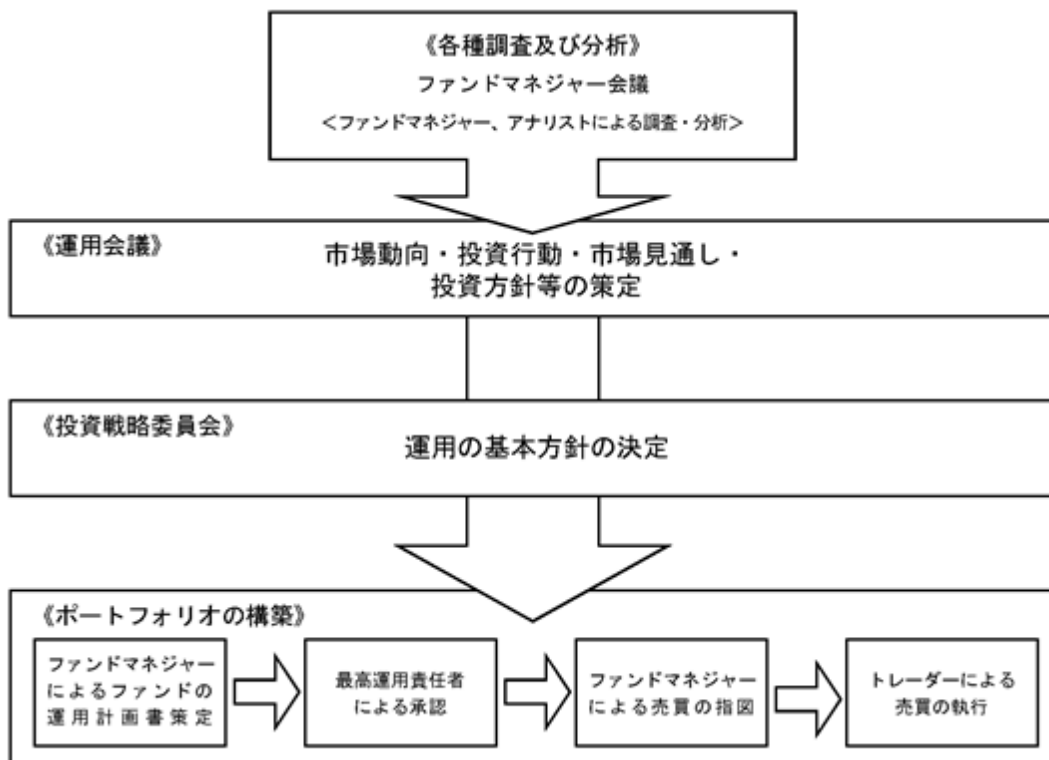 《各種調査及び分析》
ファンドマネジャー会議
＜ファンドマネジャー、アナリストによる調査・分析＞
《運用会議》
市場動向・投資行動・市場見通し・
投資方針等の策定
《投資戦略委員会》
運用の基本方針の決定
《ポートフォリオの構築》
ファンドマネジャー
によるファンドの
運用計画書策定
最高運用責任者
による承認
ファンドマネジャー
による売買の指図
トレーダーによる
売買の執行